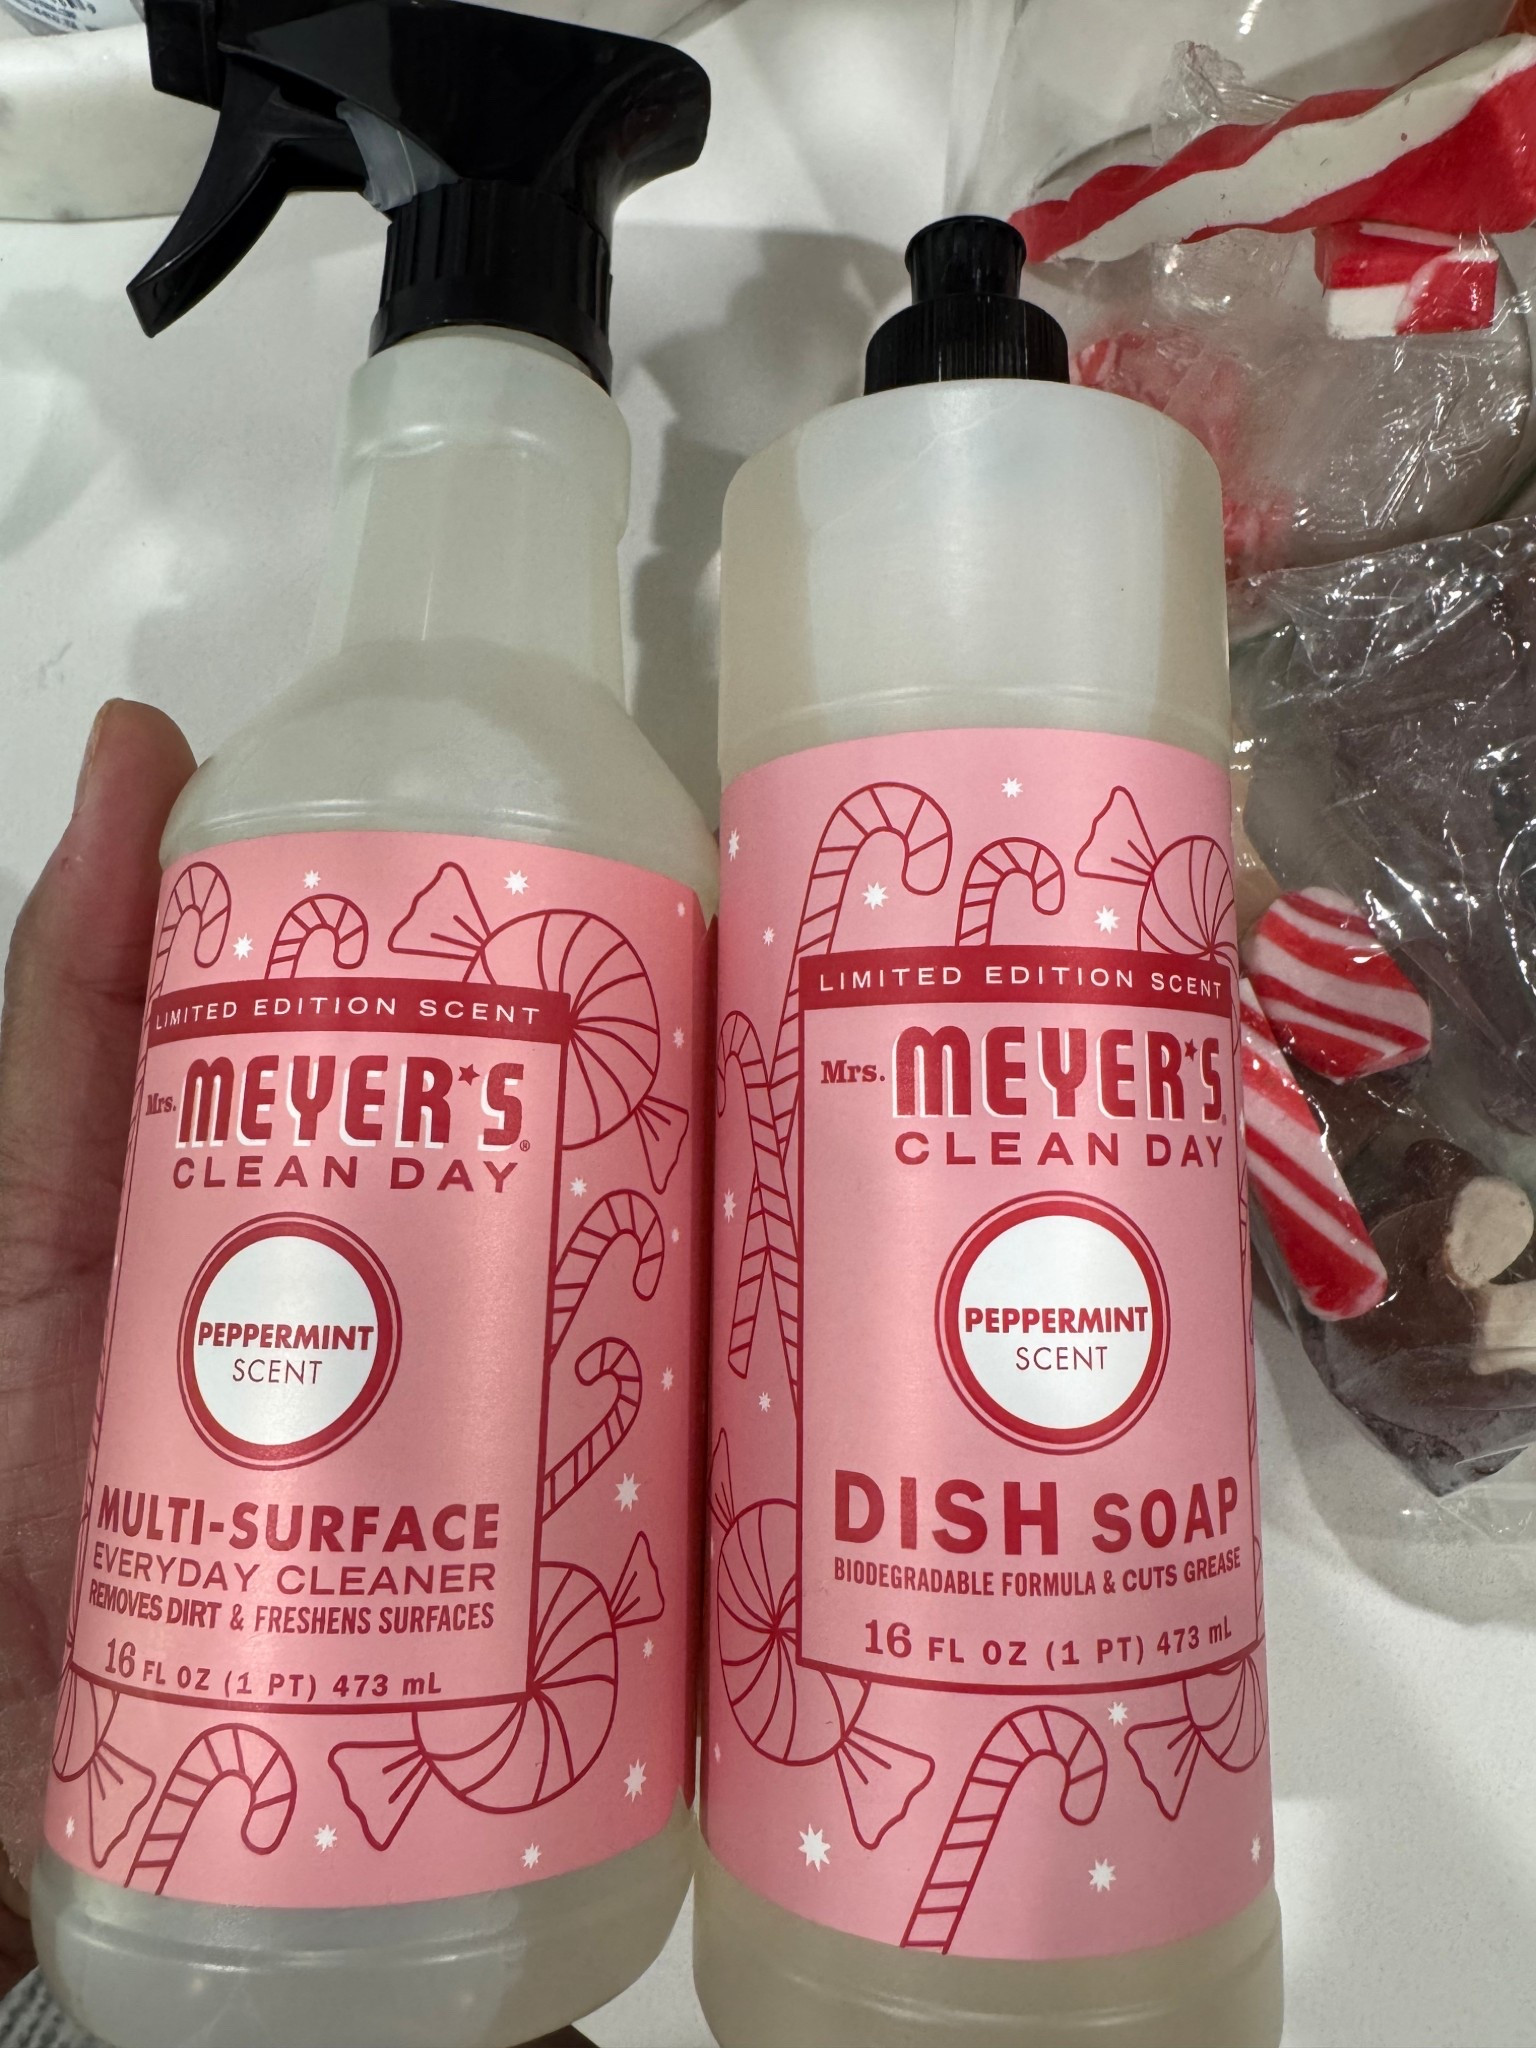 LIMITED EDITION SCENT
Mrs. MEYER'S®
CLEAN DAY
PEPPERMINT
SCENT
MULTI-SURFACE
EVERYDAY CLEANER
REMOVES DIRT & FRESHENS SURFACES
16 FL OZ (1 PT) 473 mL
LIMITED EDITION SCENT
Mrs. MEYER'S®
CLEAN DAY
PEPPERMINT
SCENT
DISH SOAP
BIODEGRADABLE FORMULA & CUTS GREASE
16 FL OZ (1 PT) 473 mL